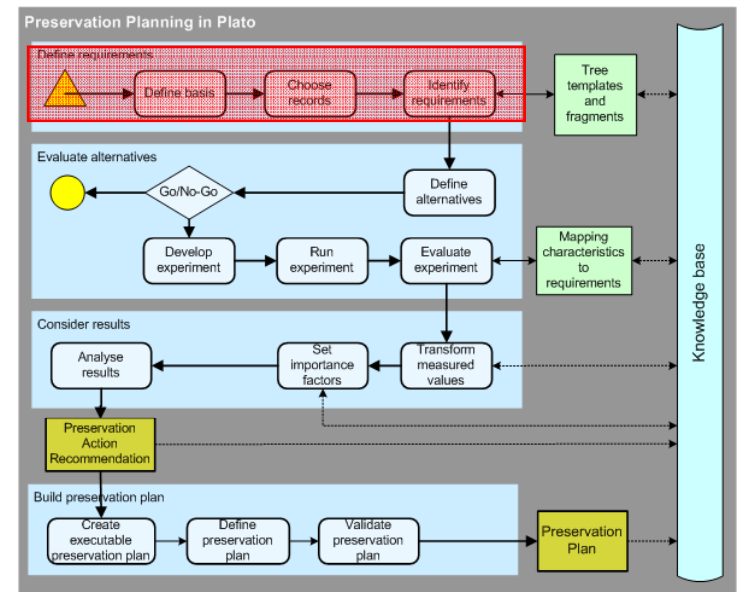 Preservation Planning in Plato
Define requirements
Define basis
Choose
records
Identify
requirements
Tree
templates
and
fragments
Evaluate alternatives
Go/No-Go
Define
alternatives
Develop
experiment
Run
experiment
Evaluate
experiment
Mapping
characteristics
to
requirements
Knowledge base
Consider results
Analyse
results
Set
importance
factors
Transform
measured
values
Preservation
Action
Recommendation
Build preservation plan
Create
executable
preservation plan
Define
preservation
plan
Validate
preservation
plan
Preservation
Plan